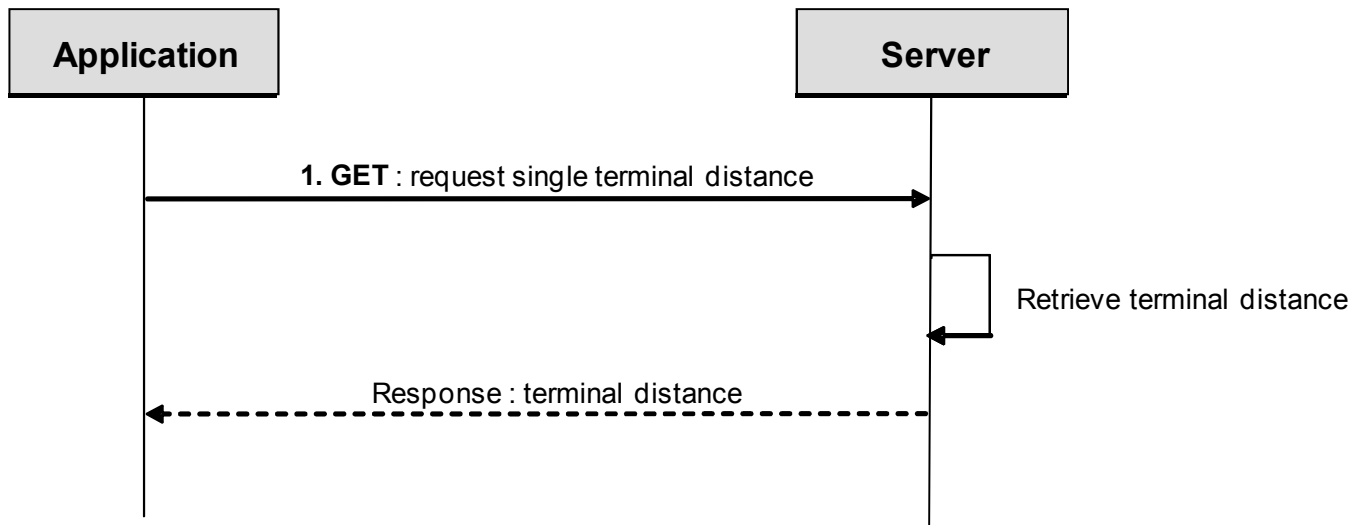 Application
Server
1. GET : request single terminal distance
Retrieve terminal distance
Response : terminal distance